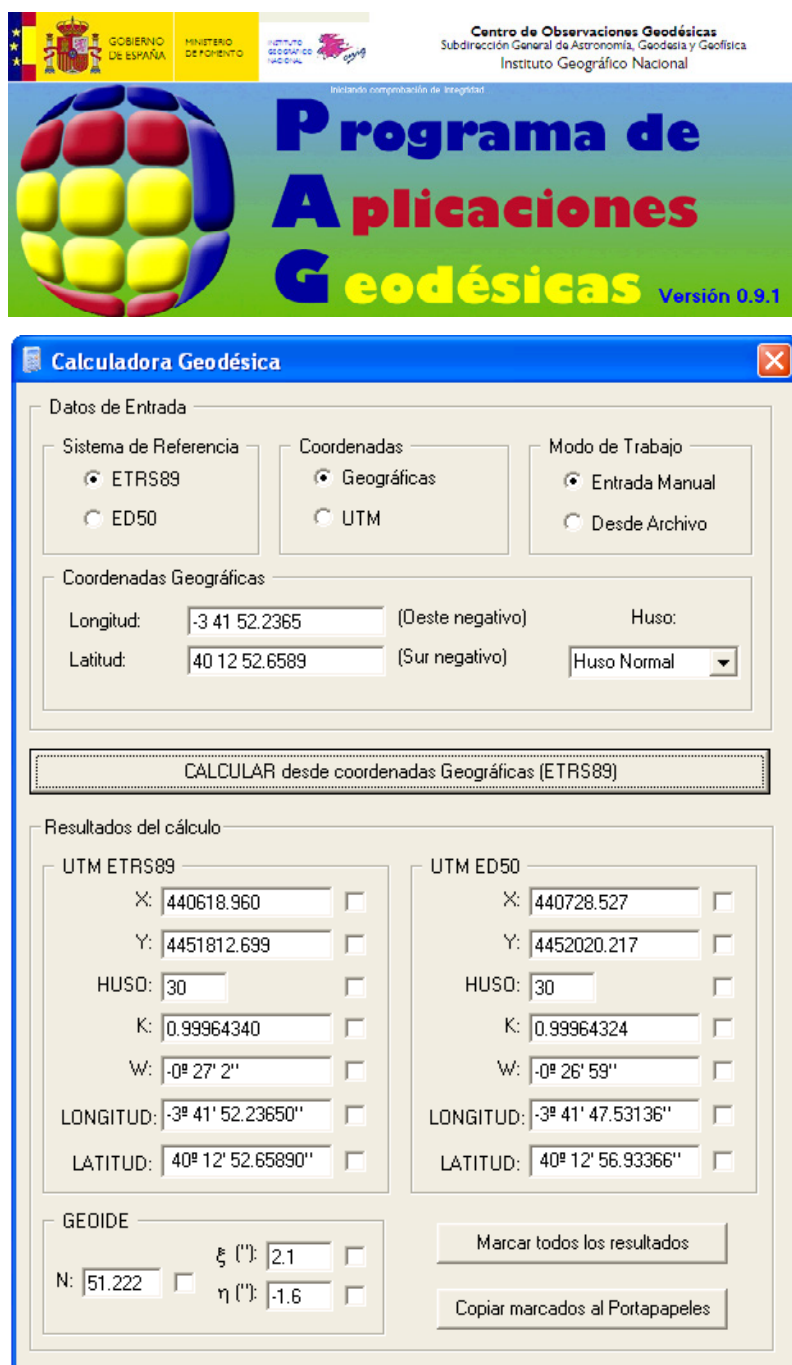 GOBIERNO
DE ESPAÑA
MINISTERIO
DE FOMENTO
INSTITUTO
GEOGRÁFICO
NACIONAL
cnig
Centro de Observaciones Geodésicas
Subdirección General de Astronomía, Geodesia y Geofísica
Instituto Geográfico Nacional
Iniciando comprobación de Integridad
Programa de
Aplicaciones
Geodésicas Versión 0.9.1
Calculadora Geodésica
Datos de Entrada
Sistema de Referencia
ETRS89
ED50
Coordenadas
Geográficas
UTM
Modo de Trabajo
Entrada Manual
Desde Archivo
Coordenadas Geográficas
Longitud: -3 41 52.2365 (Oeste negativo) Huso:
Latitud: 40 12 52.6589 (Sur negativo) Huso Normal
CALCULAR desde coordenadas Geográficas (ETRS89)
Resultados del cálculo
UTM ETRS89
X: 440618.960
Y: 4451812.699
HUSO: 30
K: 0.99964340
W: -0º 27' 2''
LONGITUD: -3º 41' 52.23650''
LATITUD: 40º 12' 52.65890''
UTM ED50
X: 440728.527
Y: 4452020.217
HUSO: 30
K: 0.99964324
W: -0º 26' 59''
LONGITUD: -3º 41' 47.53136''
LATITUD: 40º 12' 56.93366''
GEOIDE
N: 51.222
ξ (''): 2.1
η (''): -1.6
Marcar todos los resultados
Copiar marcados al Portapapeles